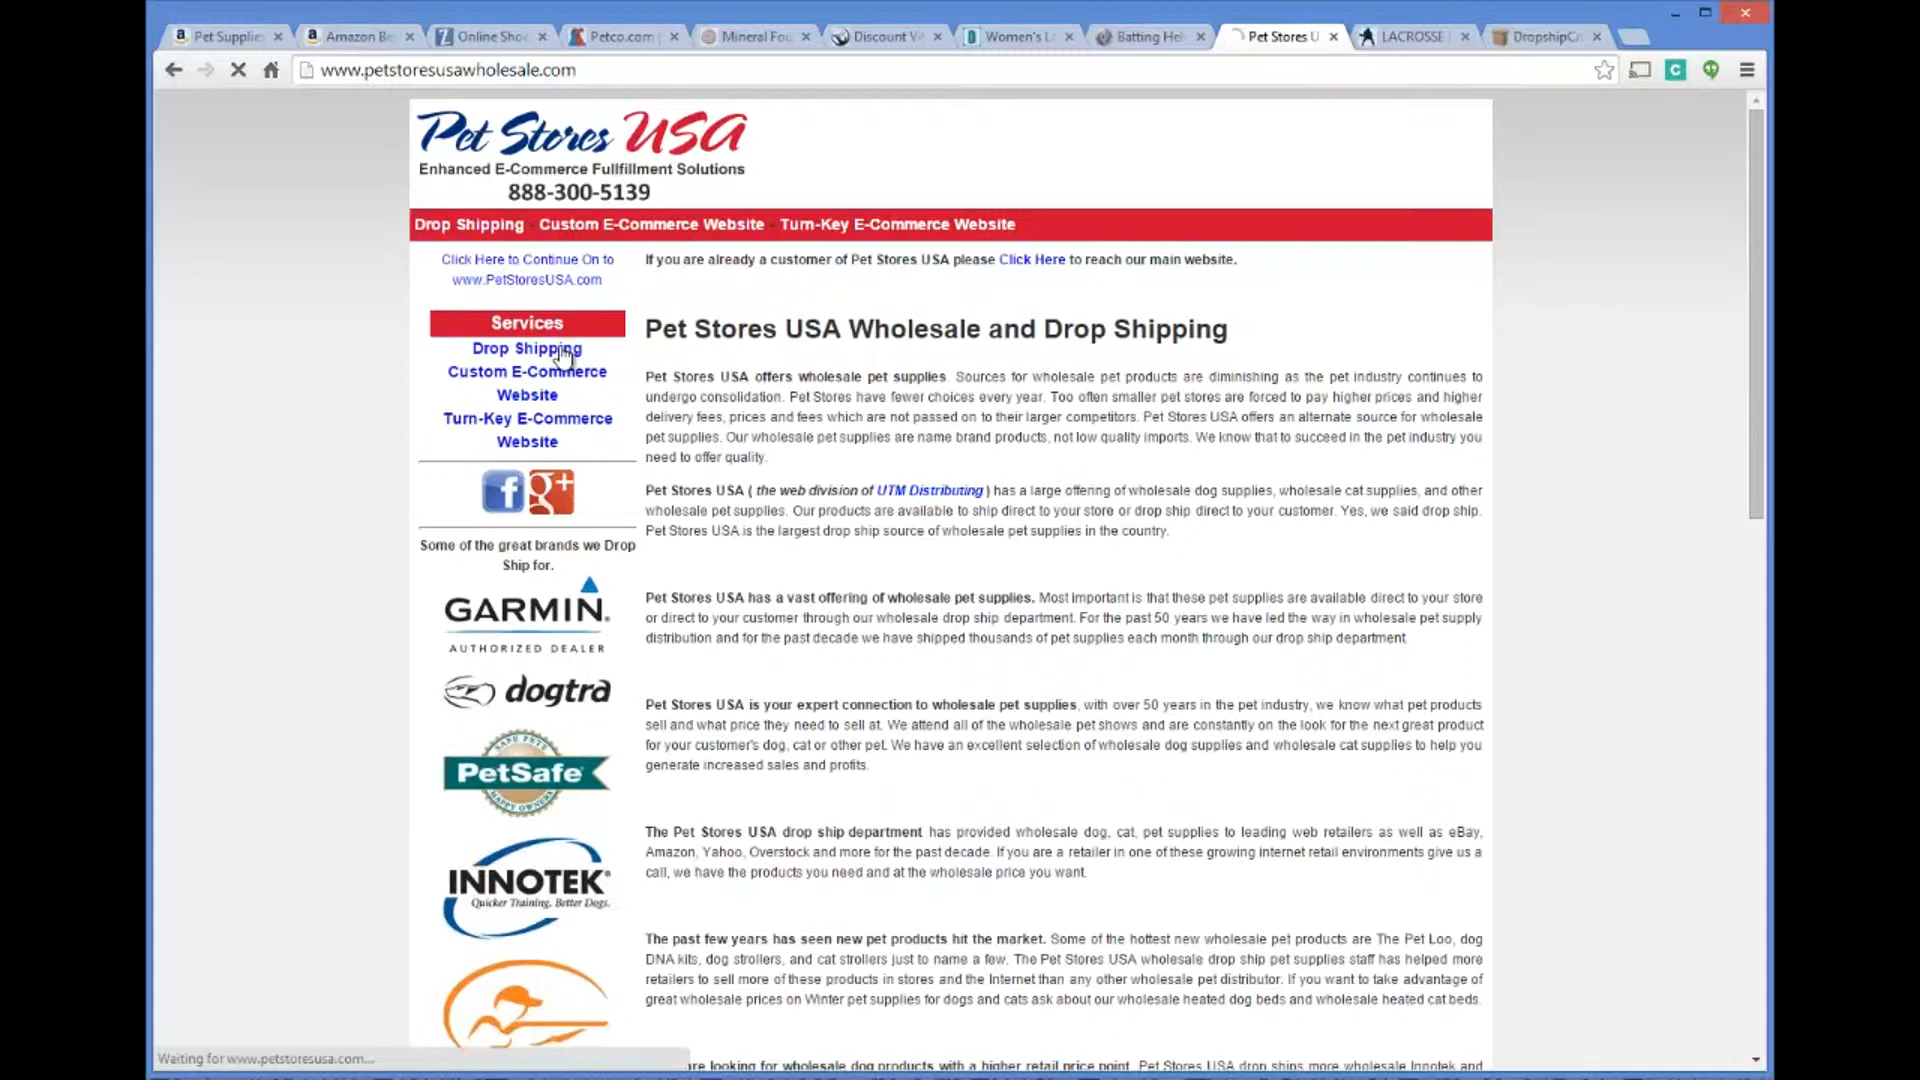 Pet Supplie
Amazon Be
Online Shoe
Petco.com |
Mineral Fou
Discount Vi
Women's L
Batting Hel
Pet Stores U
LACROSSE
DropshipC
www.petstoresusawholesale.com
Pet Stores USA
Enhanced E-Commerce Fullfillment Solutions
888-300-5139
Drop Shipping - Custom E-Commerce Website - Turn-Key E-Commerce Website
Click Here to Continue On to
www.PetStoresUSA.com
Services
Drop Shipping
Custom E-Commerce
Website
Turn-Key E-Commerce
Website
f
g+
Some of the great brands we Drop
Ship for.
GARMIN.
AUTHORIZED DEALER
dogtra
SAFE PETS
PetSafe
HAPPY OWNERS
INNOTEK®
Quicker Training. Better Dogs.
If you are already a customer of Pet Stores USA please Click Here to reach our main website.
Pet Stores USA Wholesale and Drop Shipping
Pet Stores USA offers wholesale pet supplies. Sources for wholesale pet products are diminishing as the pet industry continues to
undergo consolidation. Pet Stores have fewer choices every year. Too often smaller pet stores are forced to pay higher prices and higher
delivery fees, prices and fees which are not passed on to their larger competitors. Pet Stores USA offers an alternate source for wholesale
pet supplies. Our wholesale pet supplies are name brand products, not low quality imports. We know that to succeed in the pet industry you
need to offer quality.
Pet Stores USA ( the web division of UTM Distributing ) has a large offering of wholesale dog supplies, wholesale cat supplies, and other
wholesale pet supplies. Our products are available to ship direct to your store or drop ship direct to your customer. Yes, we said drop ship.
Pet Stores USA is the largest drop ship source of wholesale pet supplies in the country.
Pet Stores USA has a vast offering of wholesale pet supplies. Most important is that these pet supplies are available direct to your store
or direct to your customer through our wholesale drop ship department. For the past 50 years we have led the way in wholesale pet supply
distribution and for the past decade we have shipped thousands of pet supplies each month through our drop ship department.
Pet Stores USA is your expert connection to wholesale pet supplies, with over 50 years in the pet industry, we know what pet products
sell and what price they need to sell at. We attend all of the wholesale pet shows and are constantly on the look for the next great product
for your customer's dog, cat or other pet. We have an excellent selection of wholesale dog supplies and wholesale cat supplies to help you
generate increased sales and profits.
The Pet Stores USA drop ship department has provided wholesale dog, cat, pet supplies to leading web retailers as well as eBay,
Amazon, Yahoo, Overstock and more for the past decade. If you are a retailer in one of these growing internet retail environments give us a
call, we have the products you need and at the wholesale price you want.
The past few years has seen new pet products hit the market. Some of the hottest new wholesale pet products are The Pet Loo, dog
DNA kits, dog strollers, and cat strollers just to name a few. The Pet Stores USA wholesale drop ship pet supplies staff has helped more
retailers to sell more of these products in stores and the Internet than any other wholesale pet distributor. If you want to take advantage of
great wholesale prices on Winter pet supplies for dogs and cats ask about our wholesale heated dog beds and wholesale heated cat beds.
re looking for wholesale dog products with a higher retail price point. Pet Stores USA drop ships more wholesale Innotek and
Waiting for www.petstoresusa.com...